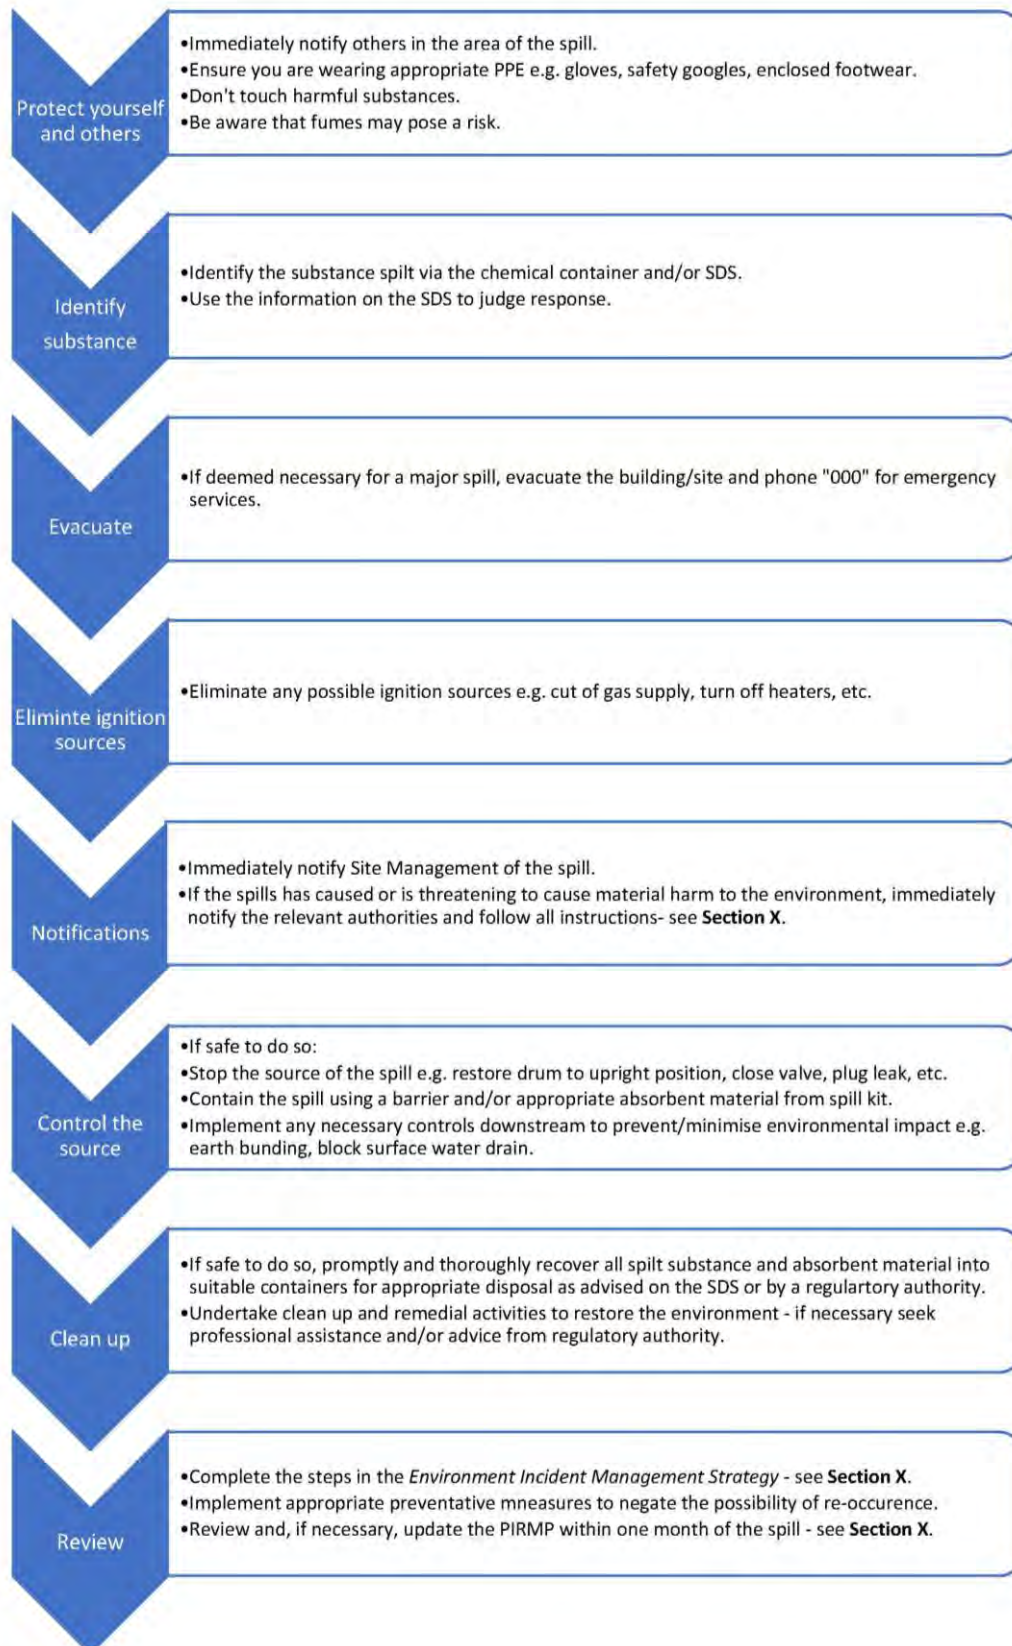 Protect yourself
and others
•Immediately notify others in the area of the spill.
•Ensure you are wearing appropriate PPE e.g. gloves, safety googles, enclosed footwear.
•Don't touch harmful substances.
•Be aware that fumes may pose a risk.
Identify
substance
•Identify the substance spilt via the chemical container and/or SDS.
•Use the information on the SDS to judge response.
Evacuate
•If deemed necessary for a major spill, evacuate the building/site and phone "000" for emergency
services.
Eliminte ignition
sources
•Eliminate any possible ignition sources e.g. cut of gas supply, turn off heaters, etc.
Notifications
•Immediately notify Site Management of the spill.
•If the spills has caused or is threatening to cause material harm to the environment, immediately
notify the relevant authorities and follow all instructions- see Section X.
Control the
source
•If safe to do so:
•Stop the source of the spill e.g. restore drum to upright position, close valve, plug leak, etc.
•Contain the spill using a barrier and/or appropriate absorbent material from spill kit.
•Implement any necessary controls downstream to prevent/minimise environmental impact e.g.
earth bunding, block surface water drain.
Clean up
•If safe to do so, promptly and thoroughly recover all spilt substance and absorbent material into
suitable containers for appropriate disposal as advised on the SDS or by a regulartory authority.
•Undertake clean up and remedial activities to restore the environment - if necessary seek
professional assistance and/or advice from regulatory authority.
Review
•Complete the steps in the Environment Incident Management Strategy - see Section X.
•Implement appropriate preventative mneasures to negate the possibility of re-occurence.
•Review and, if necessary, update the PIRMP within one month of the spill - see Section X.